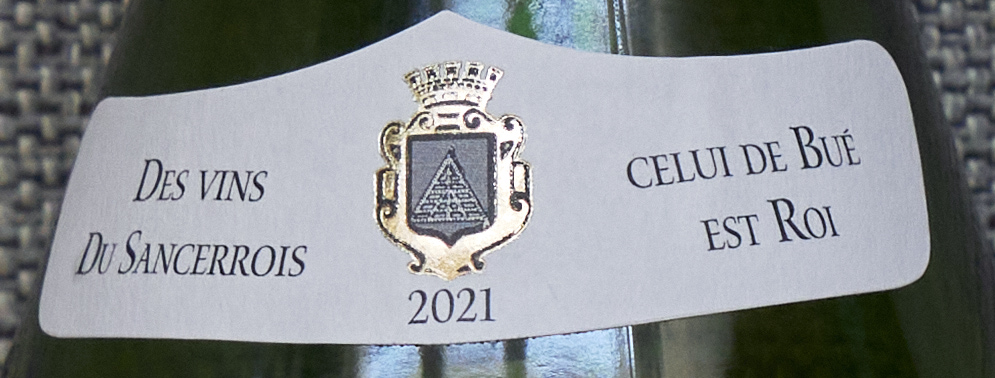 DES VINS
DU SANCERROIS
2021
CELUI DE BUÉ
EST ROI